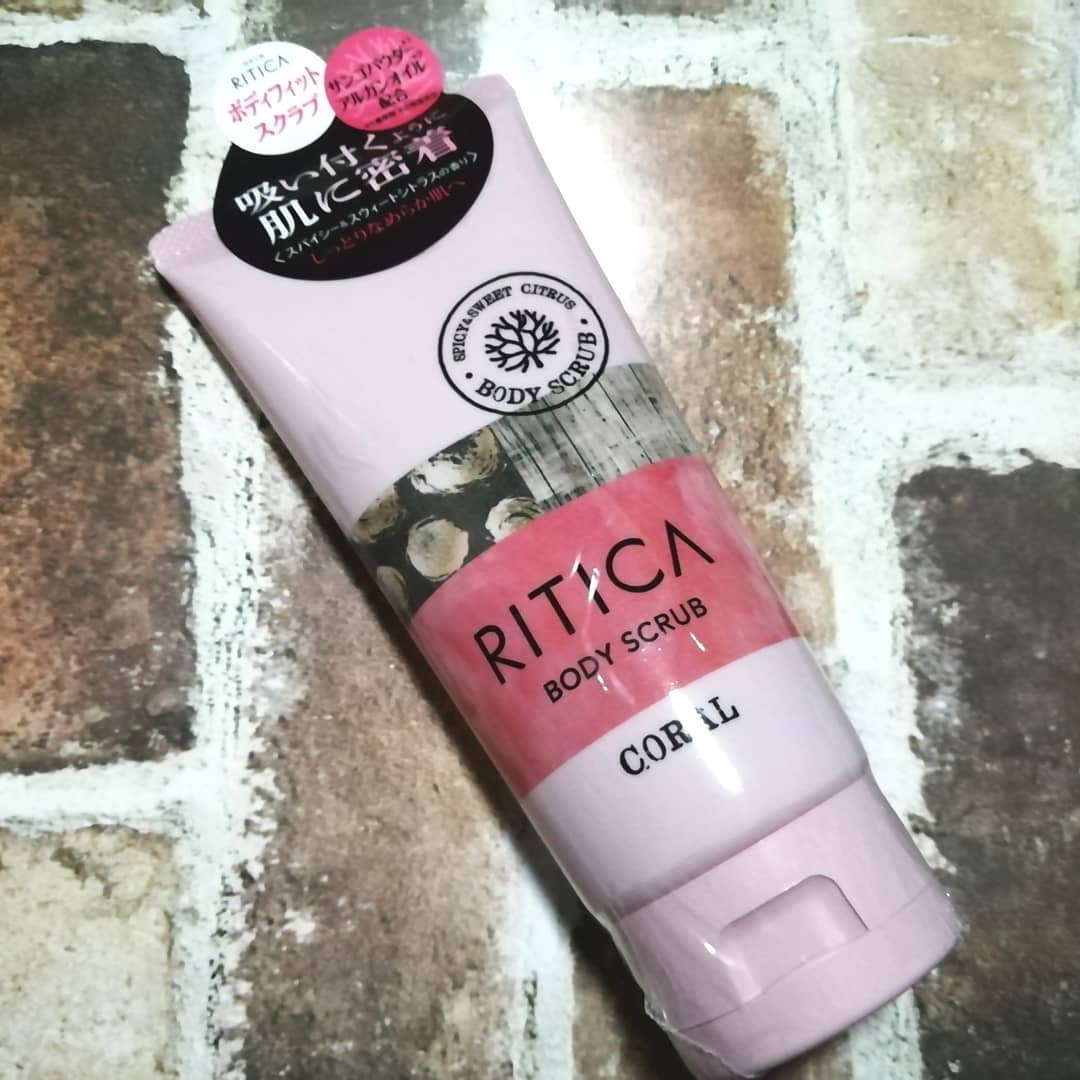 RITICA
ボディフィット
スクラブ
サンゴパウダー
アルガンオイル
配合
吸い付くように
肌に密着
〈スパイシー&スウィートシトラスの香り〉
しっとりなめらか肌へ
SPICY&SWEET CITRUS
BODY SCRUB
RITICA
BODY SCRUB
CORAL